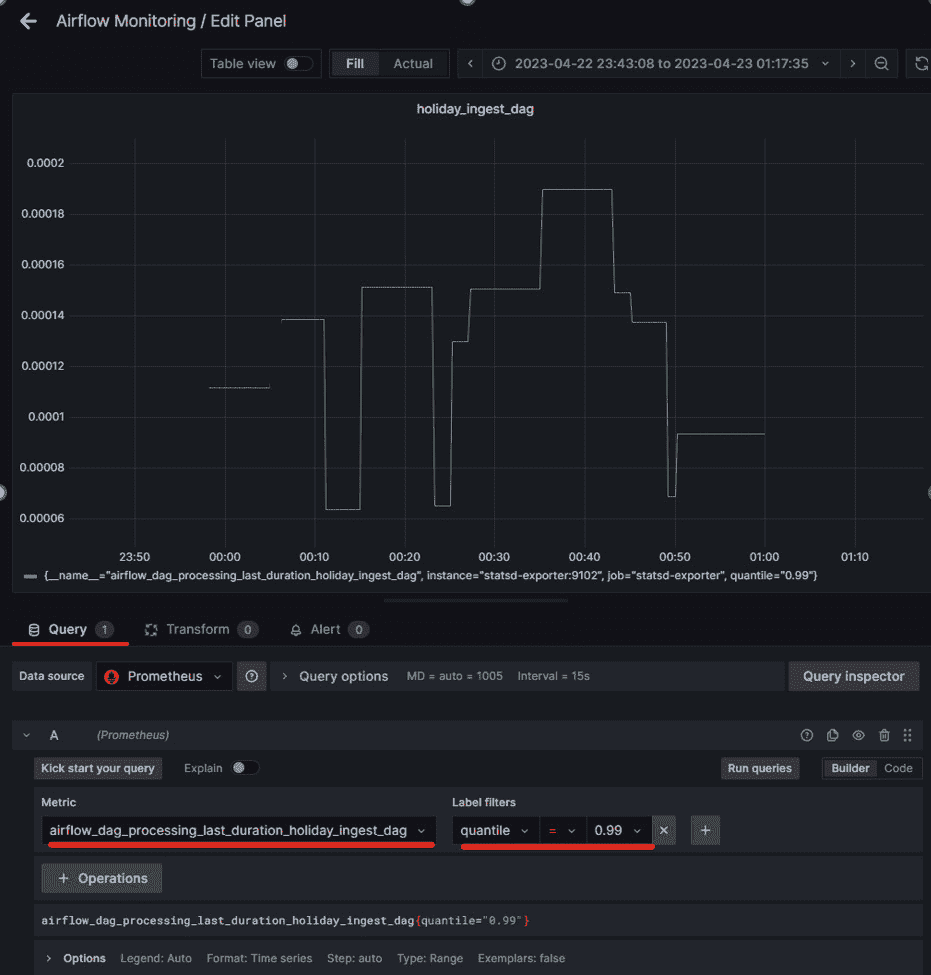 Airflow Monitoring / Edit Panel
Table view Fill Actual 2023-04-22 23:43:08 to 2023-04-23 01:17:35
holiday_ingest_dag
0.0002
0.00018
0.00016
0.00014
0.00012
0.0001
0.00008
0.00006
23:50 00:00 00:10 00:20 00:30 00:40 00:50 01:00 01:10
{__name__="airflow_dag_processing_last_duration_holiday_ingest_dag", instance="statsd-exporter:9102", job="statsd-exporter", quantile="0.99"}
Query 1 Transform 0 Alert 0
Data source Prometheus Query options MD = auto = 1005 Interval = 15s Query inspector
A (Prometheus)
Kick start your query Explain Run queries Builder Code
Metric Label filters
airflow_dag_processing_last_duration_holiday_ingest_dag quantile = 0.99 × +
+ Operations
airflow_dag_processing_last_duration_holiday_ingest_dag{quantile="0.99"}
Options Legend: Auto Format: Time series Step: auto Type: Range Exemplars: false